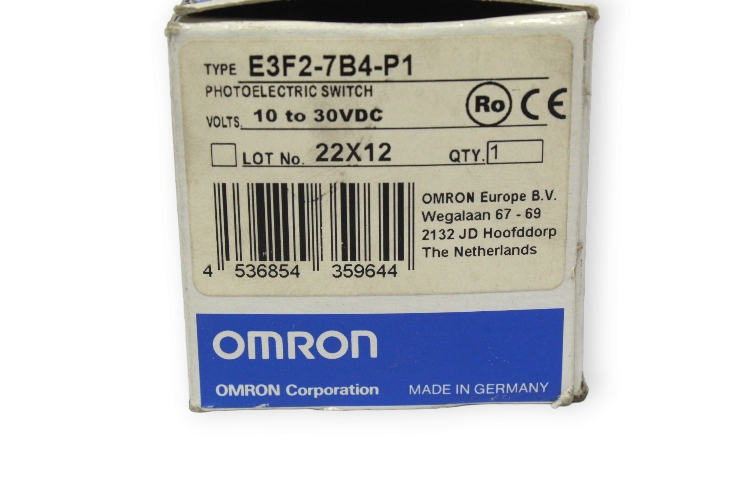 TYPE E3F2-7B4-P1
PHOTOELECTRIC SWITCH
VOLTS. 10 to 30VDC
Ro CE
LOT No. 22X12 QTY. 1
OMRON Europe B.V.
Wegalaan 67 - 69
2132 JD Hoofddorp
The Netherlands
4 536854 359644
OMRON
OMRON Corporation MADE IN GERMANY